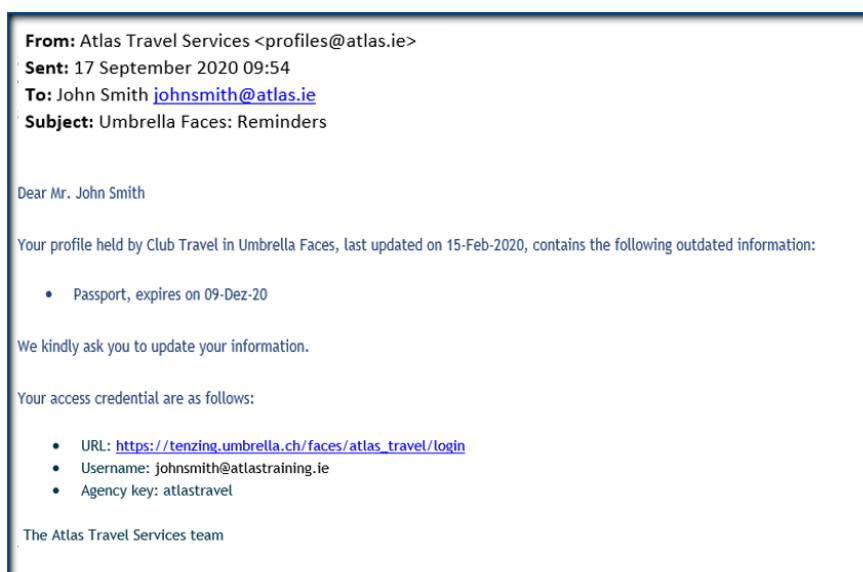 From: Atlas Travel Services <profiles@atlas.ie>
Sent: 17 September 2020 09:54
To: John Smith johnsmith@atlas.ie
Subject: Umbrella Faces: Reminders
Dear Mr. John Smith
Your profile held by Club Travel in Umbrella Faces, last updated on 15-Feb-2020, contains the following outdated information:
• Passport, expires on 09-Dez-20
We kindly ask you to update your information.
Your access credential are as follows:
• URL: https://tenzing.umbrella.ch/faces/atlas_travel/login
• Username: johnsmith@atlastraining.ie
• Agency key: atlastravel
The Atlas Travel Services team